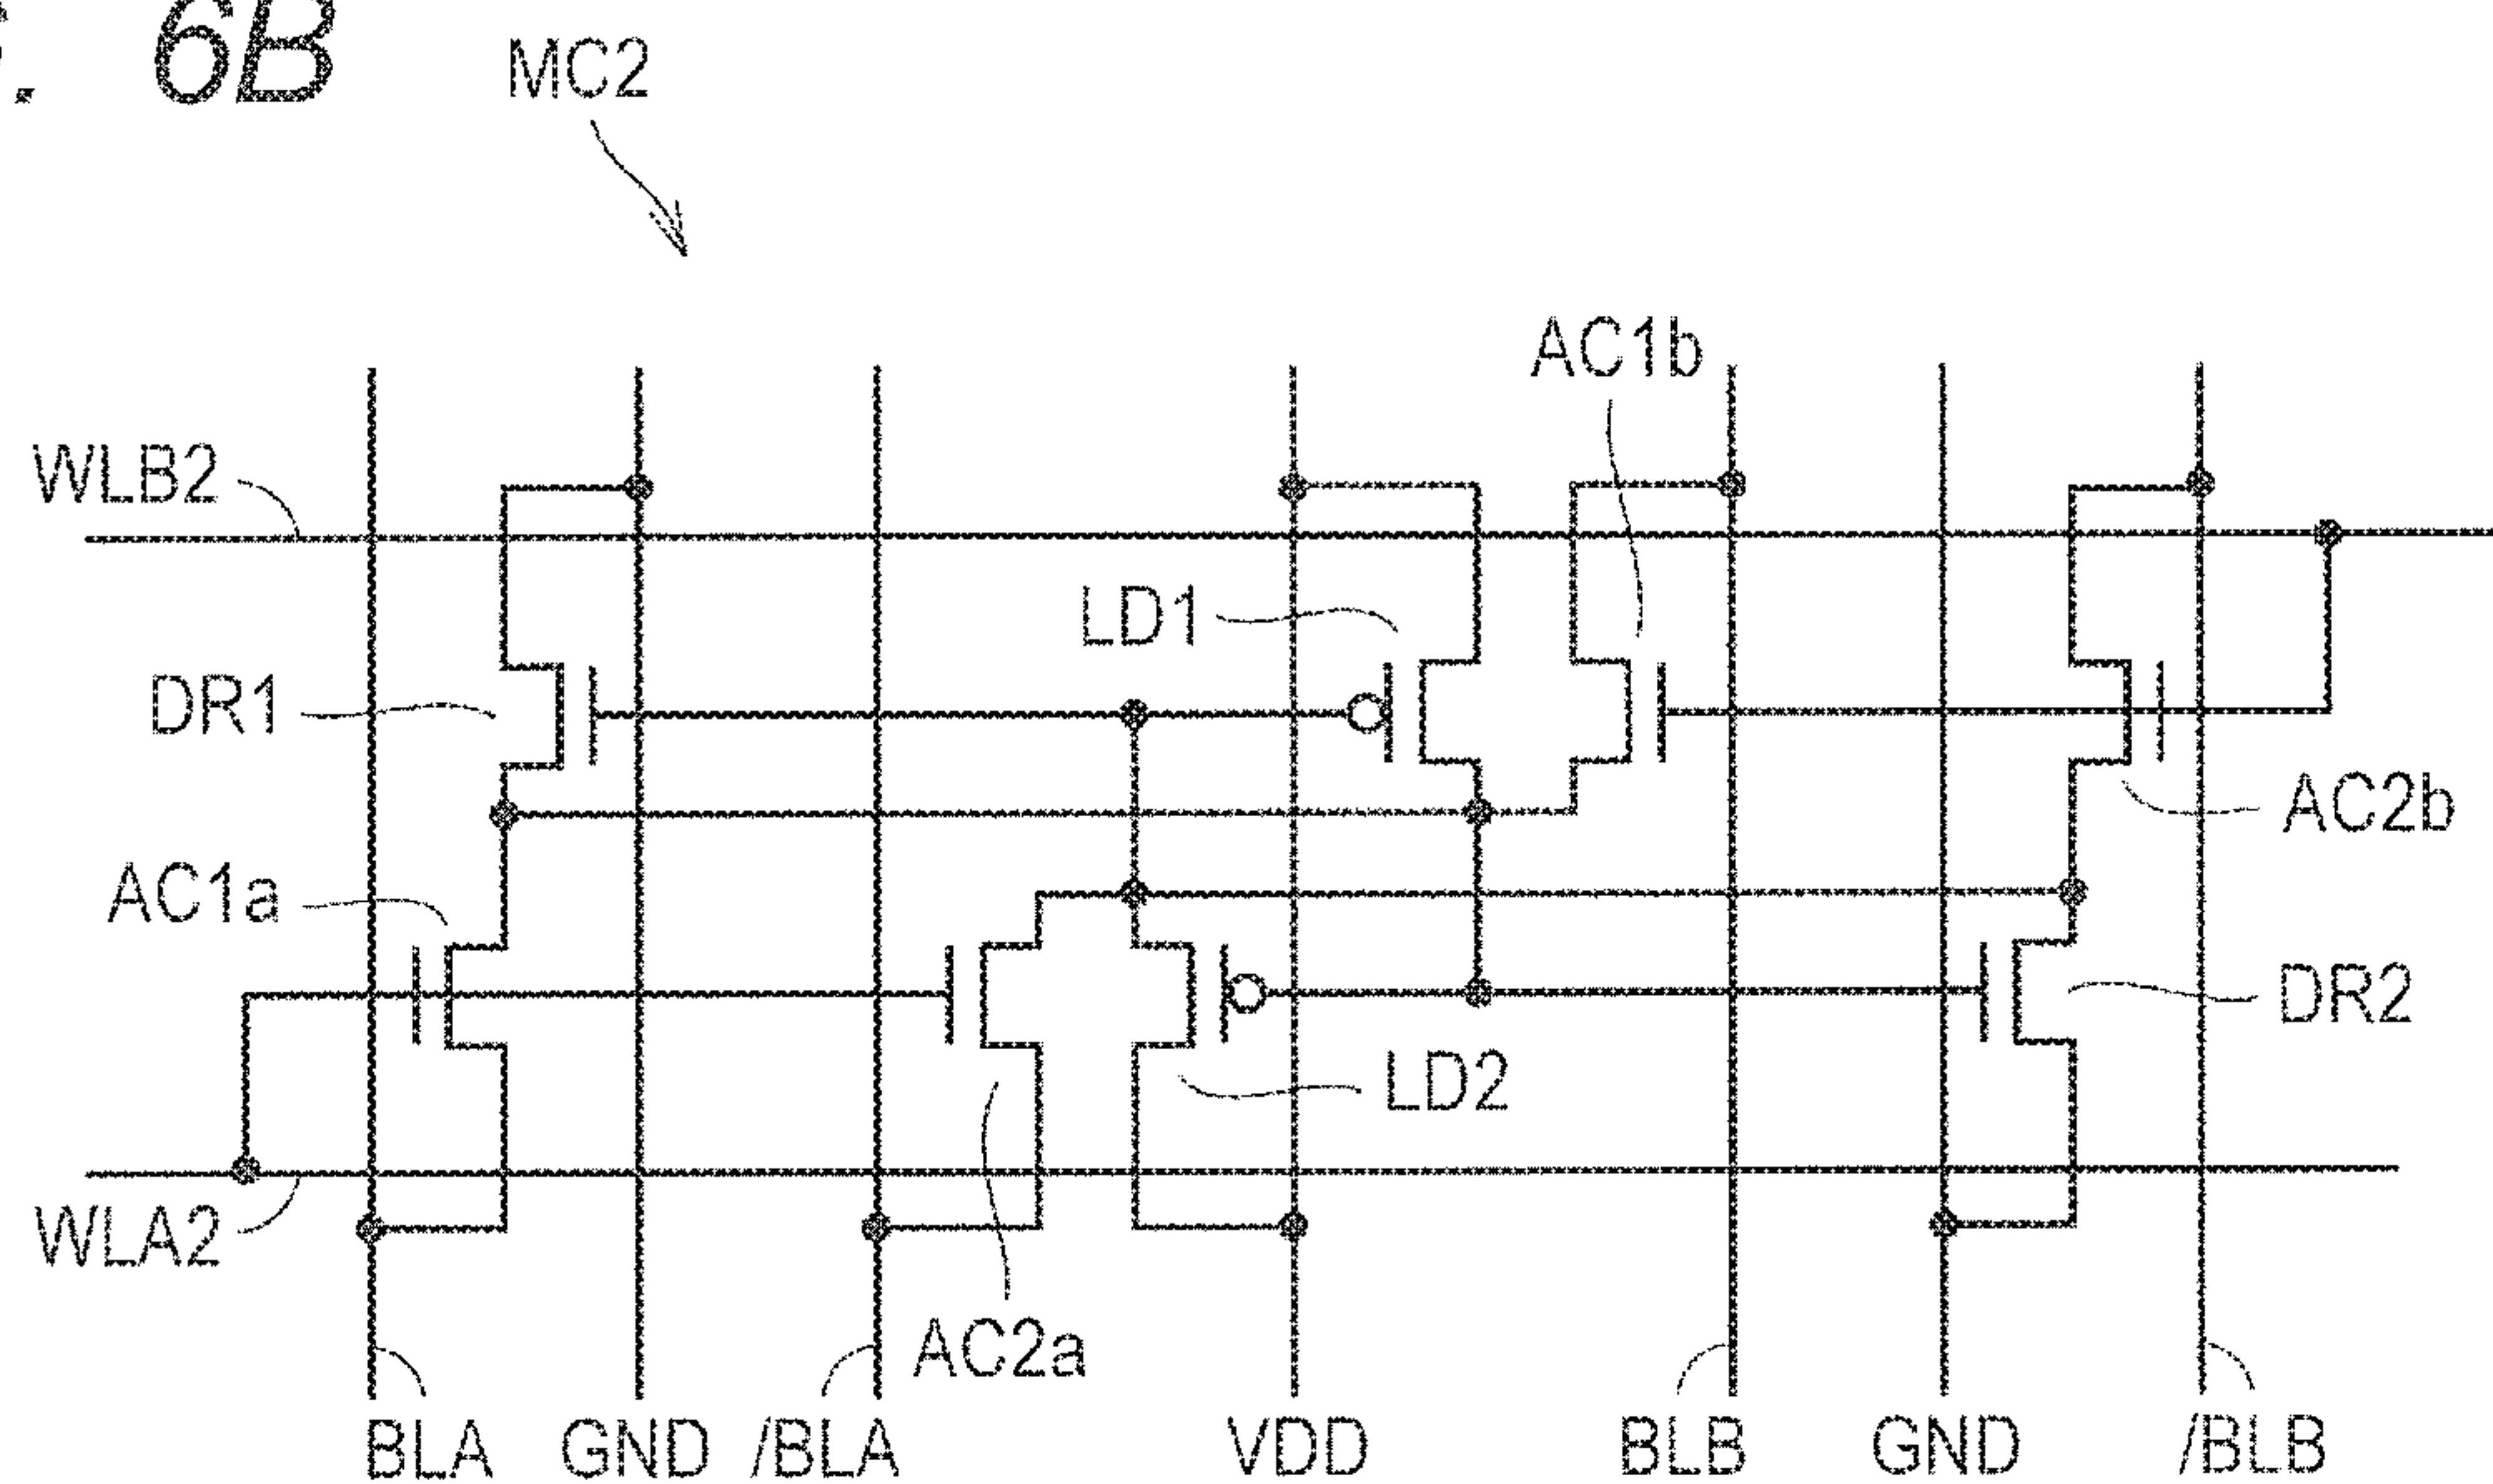 6B
MC2
AC1b
WLB2
LD1
DR1
AC2b
AC1a
DR2
LD2
WLA2
AC2a
BLA GND /BLA VDD BLB GND /BLB